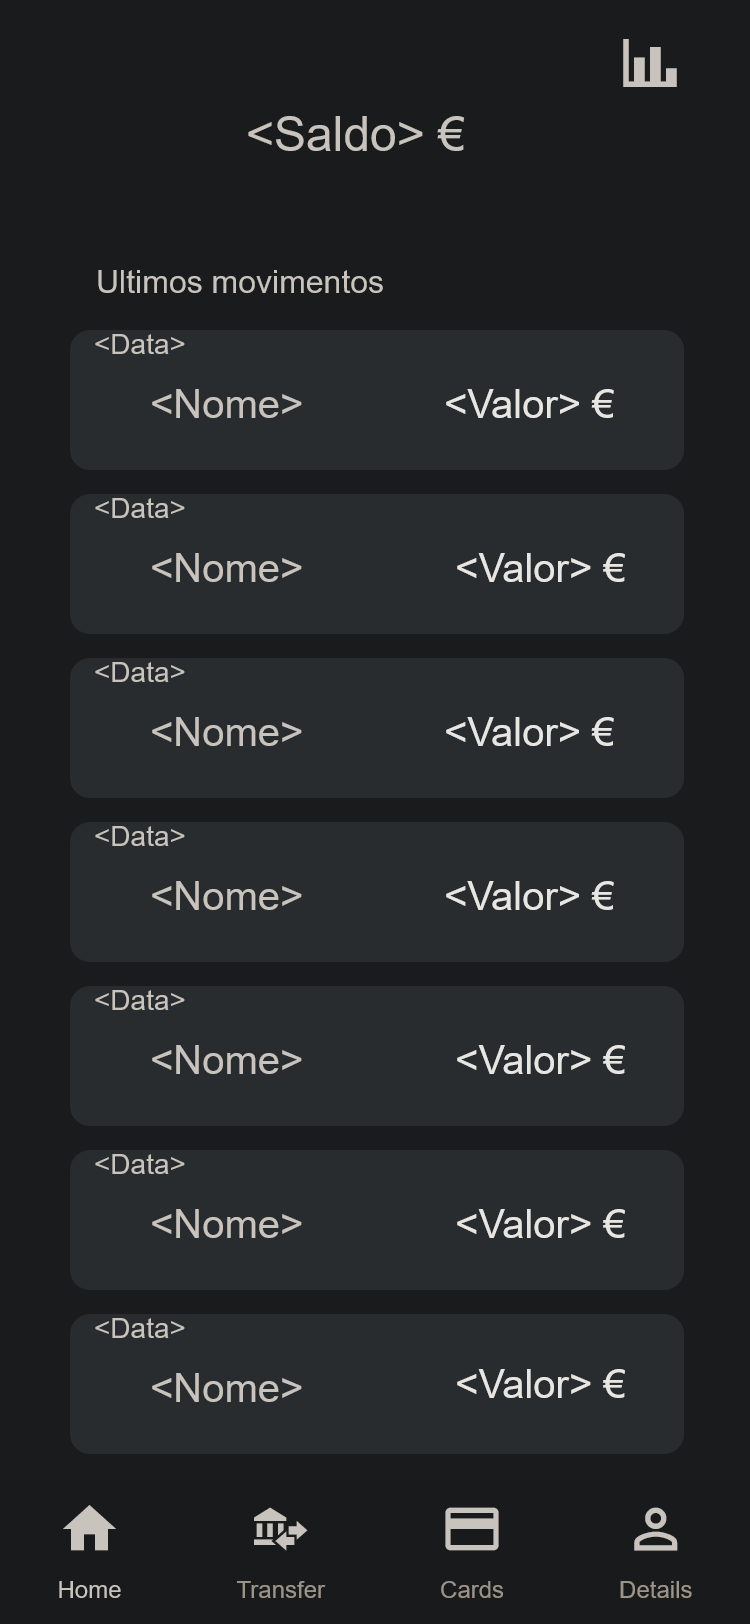 <Saldo> €
Ultimos movimentos
<Data>
<Nome> <Valor> €
<Data>
<Nome> <Valor> €
<Data>
<Nome> <Valor> €
<Data>
<Nome> <Valor> €
<Data>
<Nome> <Valor> €
<Data>
<Nome> <Valor> €
<Data>
<Nome> <Valor> €
Home Transfer Cards Details